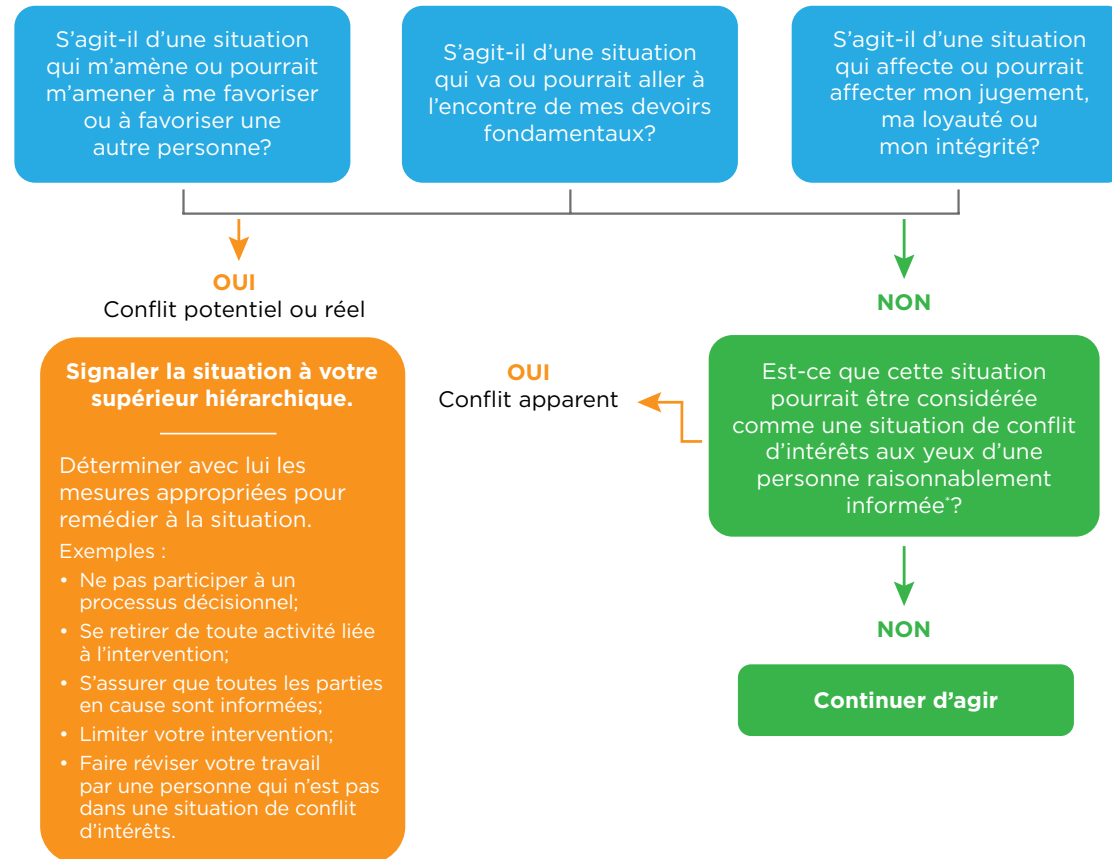 S'agit-il d'une situation
qui m'amène ou pourrait
m'amener à me favoriser
ou à favoriser une
autre personne?
S'agit-il d'une situation
qui va ou pourrait aller à
l'encontre de mes devoirs
fondamentaux?
S'agit-il d'une situation
qui affecte ou pourrait
affecter mon jugement,
ma loyauté ou
mon intégrité?
OUI
Conflit potentiel ou réel
Signaler la situation à votre
supérieur hiérarchique.
Déterminer avec lui les
mesures appropriées pour
remédier à la situation.
Exemples :
• Ne pas participer à un
processus décisionnel;
• Se retirer de toute activité liée
à l'intervention;
• S'assurer que toutes les parties
en cause sont informées;
• Limiter votre intervention;
• Faire réviser votre travail
par une personne qui n'est pas
dans une situation de conflit
d'intérêts.
OUI
Conflit apparent
NON
Est-ce que cette situation
pourrait être considérée
comme une situation de conflit
d'intérêts aux yeux d'une
personne raisonnablement
informée*?
NON
Continuer d'agir